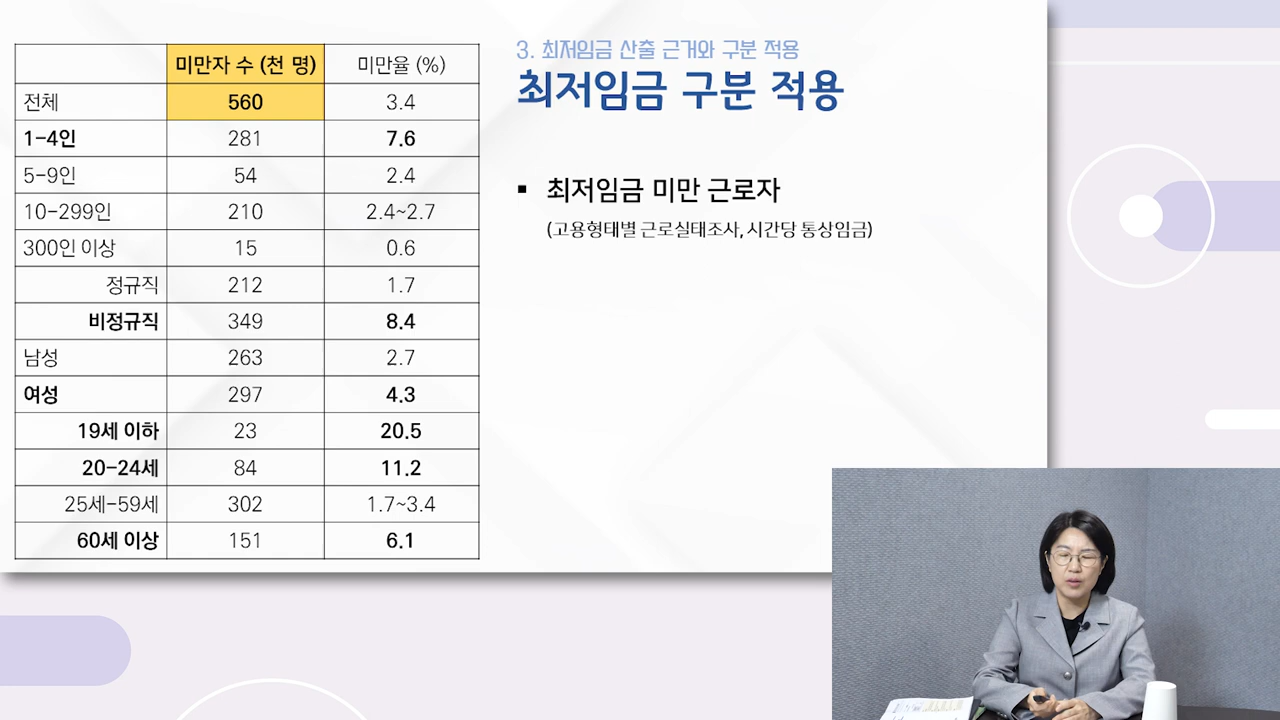 미만자 수 (천 명) 미만율 (%)
전체 560 3.4
1-4인 281 7.6
5-9인 54 2.4
10-299인 210 2.4~2.7
300인 이상 15 0.6
정규직 212 1.7
비정규직 349 8.4
남성 263 2.7
여성 297 4.3
19세 이하 23 20.5
20-24세 84 11.2
25세-59세 302 1.7~3.4
60세 이상 151 6.1
3. 최저임금 산출 근거와 구분 적용
최저임금 구분 적용
▪ 최저임금 미만 근로자
(고용형태별 근로실태조사, 시간당 통상임금)